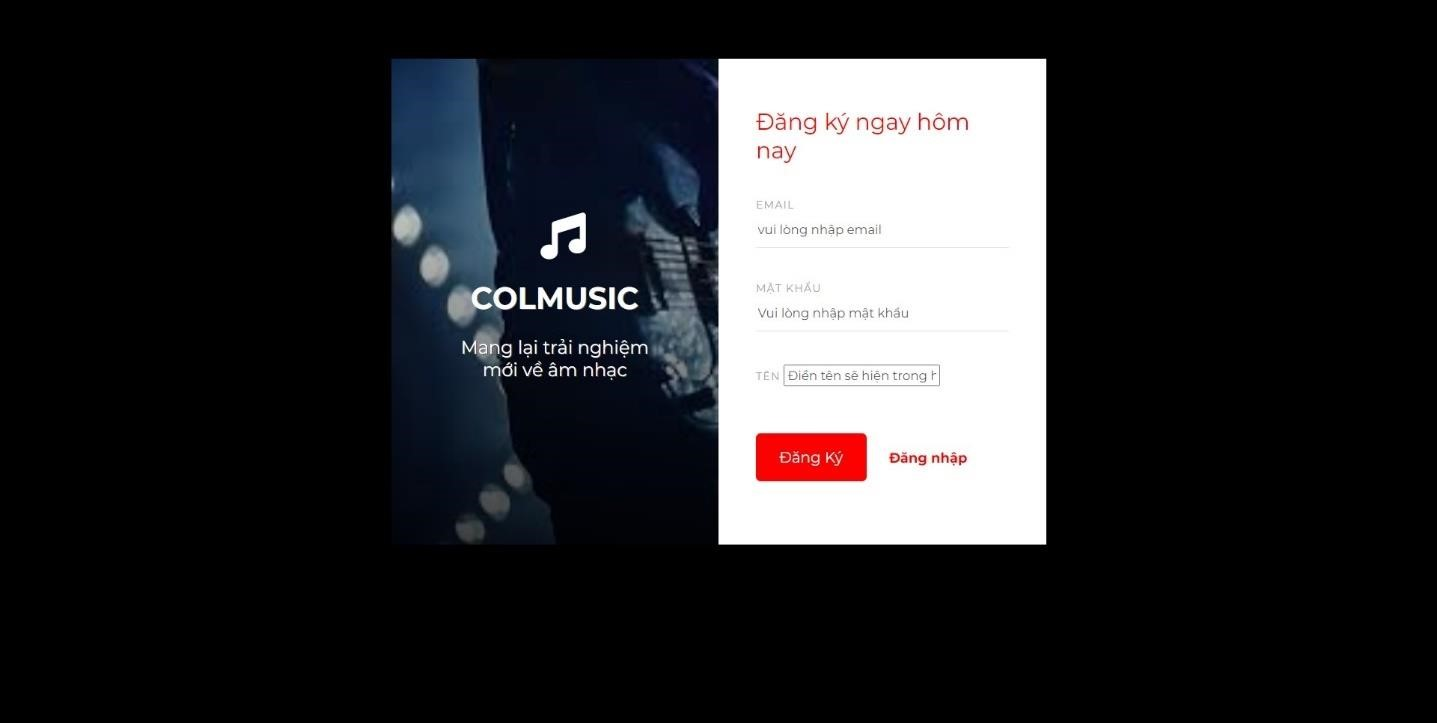 COLMUSIC
Mang lại trải nghiệm
mới về âm nhạc
Đăng ký ngay hôm
nay
EMAIL
vui lòng nhập email
MẬT KHẨU
Vui lòng nhập mật khẩu
TÊN Điền tên sẽ hiện trong
Đăng Ký Đăng nhập